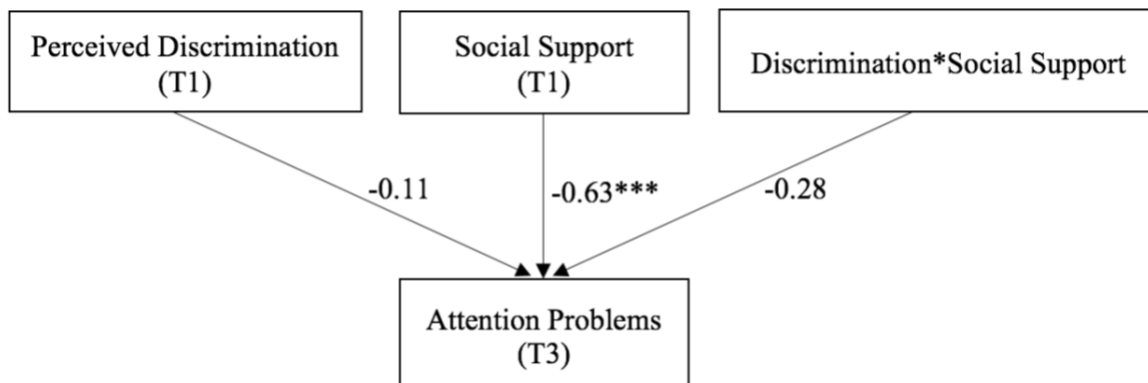 Perceived Discrimination
(T1)
Social Support
(T1)
Discrimination*Social Support
-0.11
-0.63***
-0.28
Attention Problems
(T3)